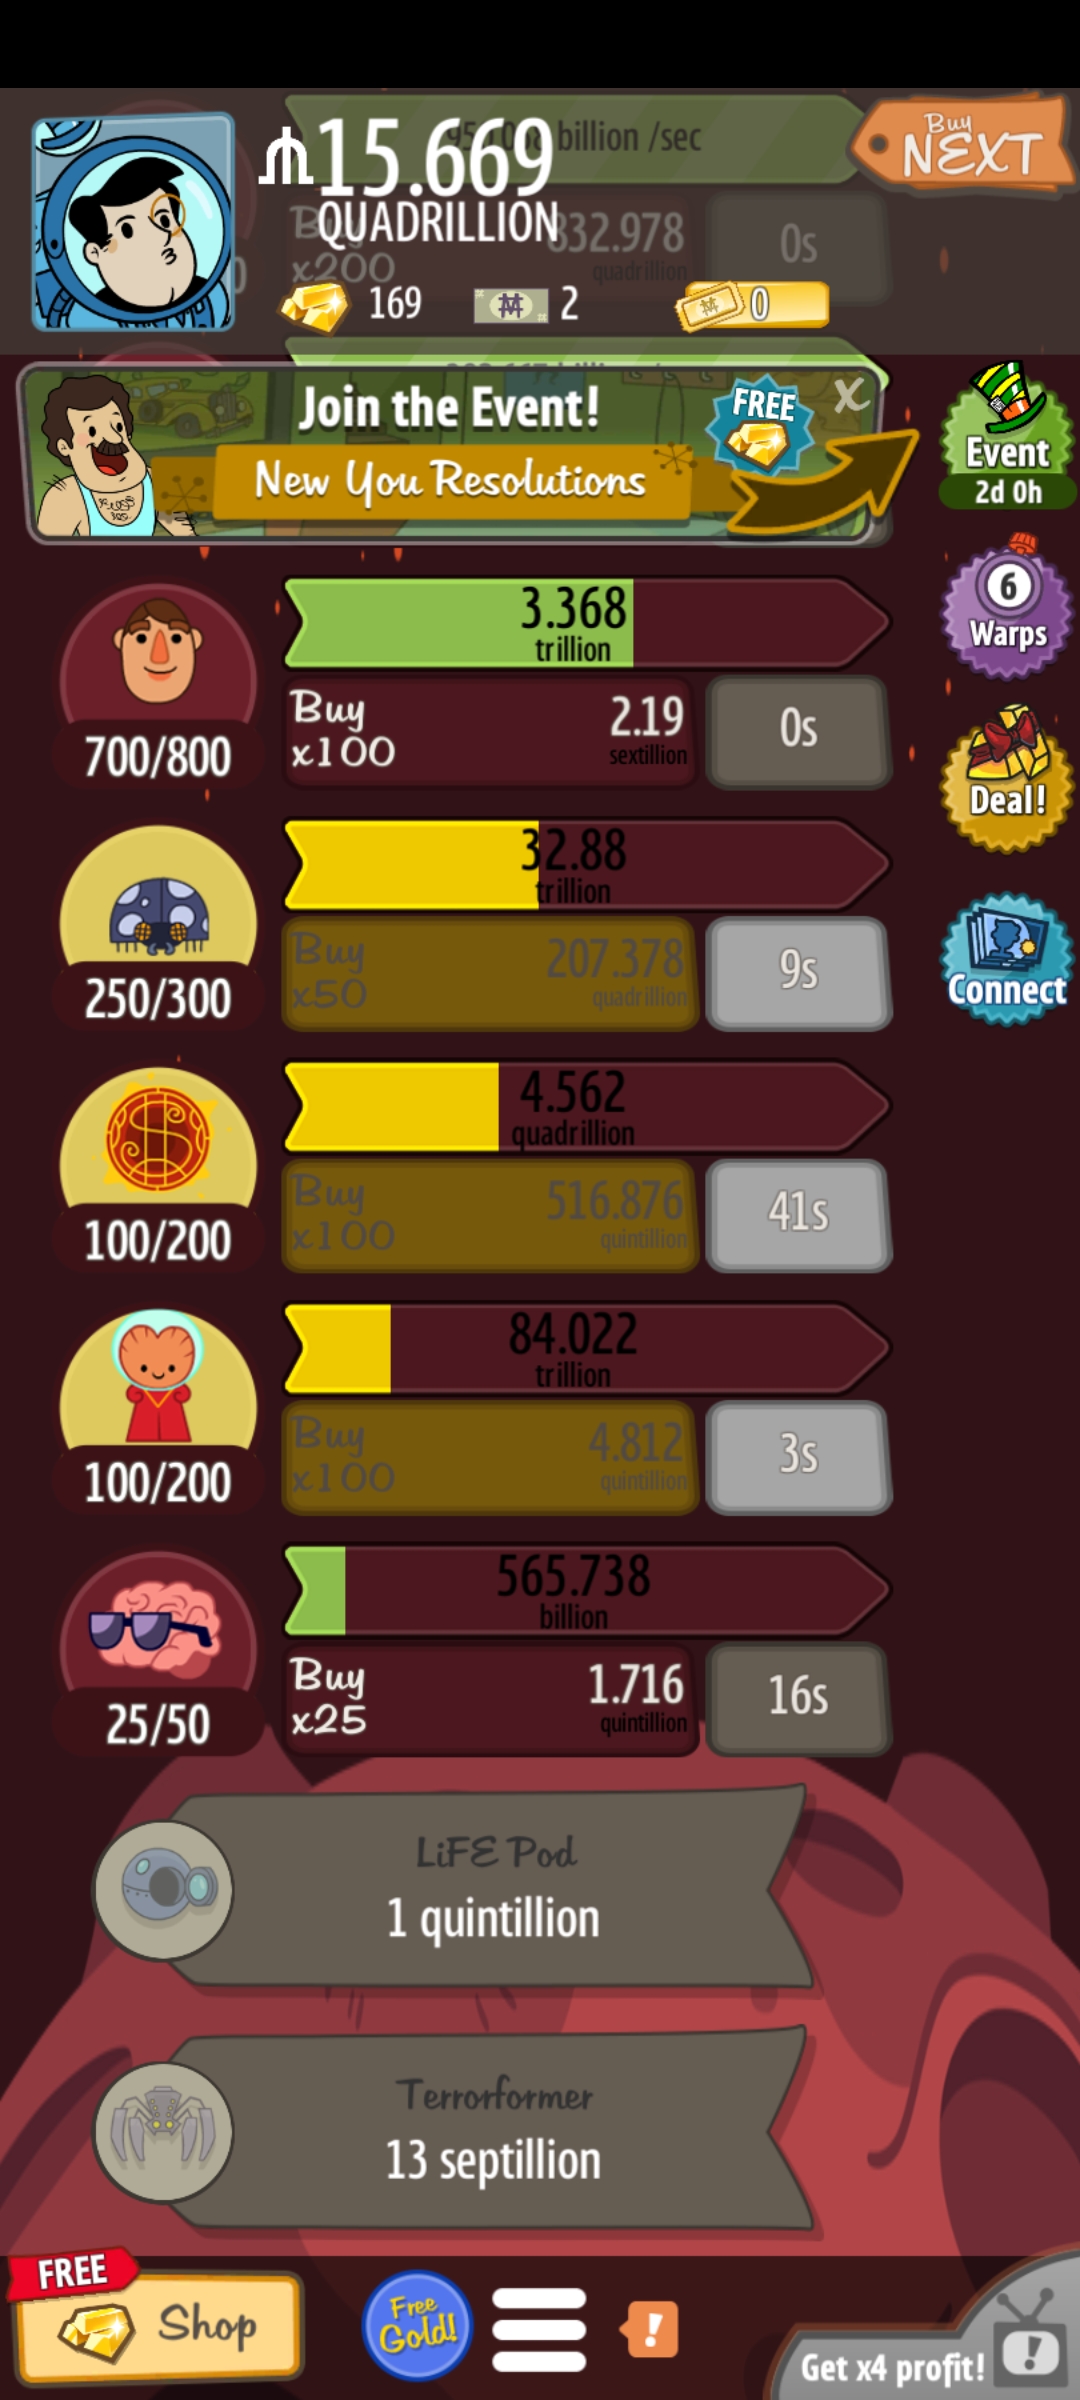 billion /sec
15.669
QUADRILLION
Buy
NEXT
Buy
x200
832.978
quadrillion
0s
169
2
0
Join the Event!
FREE
X
New You Resolutions
Event
2d 0h
3.368
trillion
6
Warps
700/800
Buy
x100
2.19
sextillion
0s
Deal!
32.88
trillion
250/300
Buy
x50
207.378
quadrillion
9s
Connect
4.562
quadrillion
100/200
Buy
x100
516.876
quintillion
41s
84.022
trillion
100/200
Buy
x100
4.812
quintillion
3s
565.738
billion
25/50
Buy
x25
1.716
quintillion
16s
LiFE Pod
1 quintillion
Terrorformer
13 septillion
FREE
Shop
Free
Gold!
!
Get x4 profit!
!